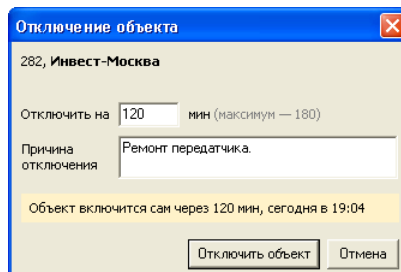 Отключение объекта
282, Инвест-Москва
Отключить на 120 мин (максимум — 180)
Причина отключения
Ремонт передатчика.
Объект включится сам через 120 мин, сегодня в 19:04
Отключить объект Отмена